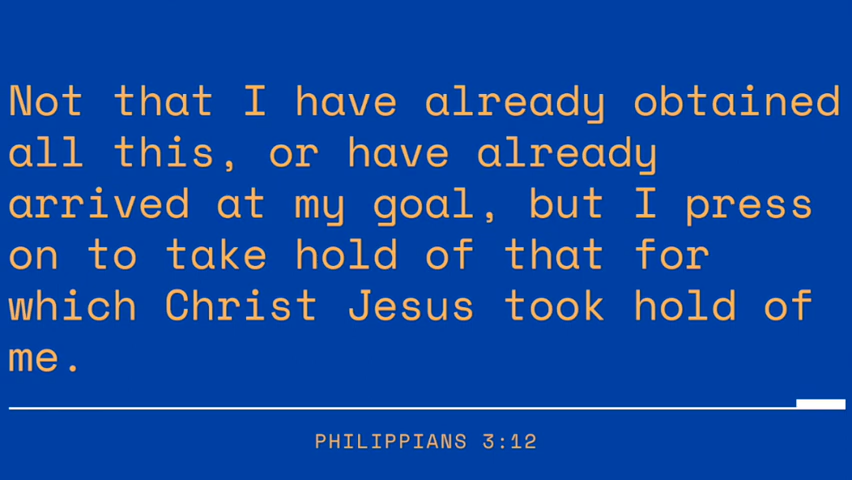 Not that I have already obtained
all this, or have already
arrived at my goal, but I press
on to take hold of that for
which Christ Jesus took hold of
me.
PHILIPPIANS 3:12